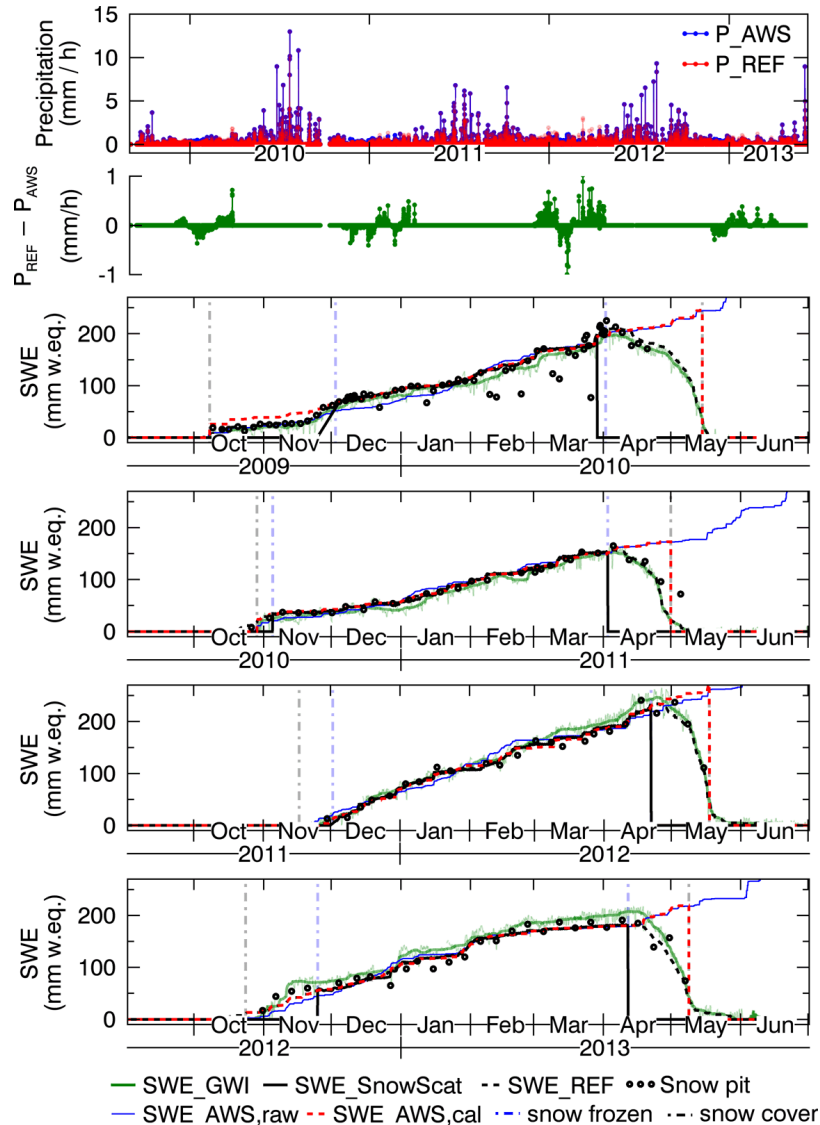 Precipitation
(mm / h)
15
10
5
0
P_AWS
P_REF
2010 2011 2012 2013
P_REF − P_AWS
(mm/h)
1
0
-1
SWE
(mm w.eq.)
200
100
0
Oct Nov Dec Jan Feb Mar Apr May Jun
2009 2010
SWE
(mm w.eq.)
200
100
0
Oct Nov Dec Jan Feb Mar Apr May Jun
2010 2011
SWE
(mm w.eq.)
200
100
0
Oct Nov Dec Jan Feb Mar Apr May Jun
2011 2012
SWE
(mm w.eq.)
200
100
0
Oct Nov Dec Jan Feb Mar Apr May Jun
2012 2013
SWE_GWI SWE_SnowScat SWE_REF Snow pit
SWE_AWS,raw SWE_AWS,cal snow frozen snow cover